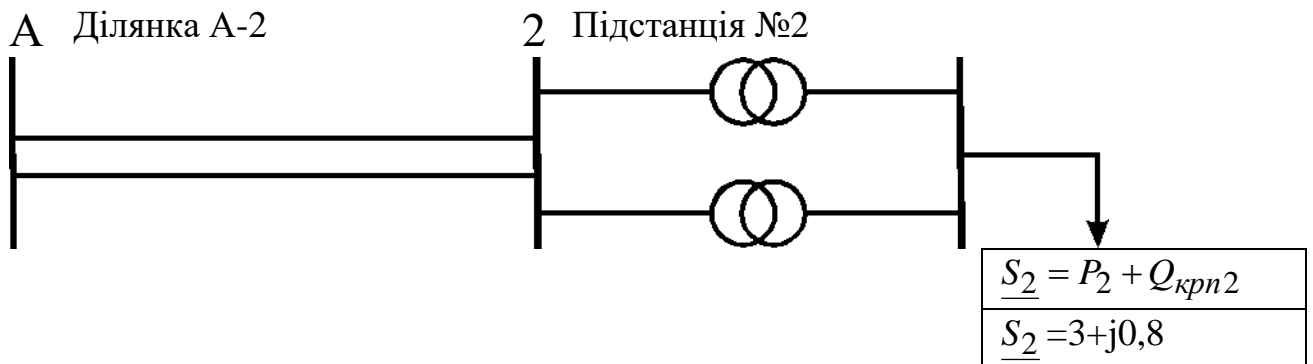 А Ділянка А-2 2 Підстанція №2
S2 = P2 + Qкрп2
S2 =3+j0,8